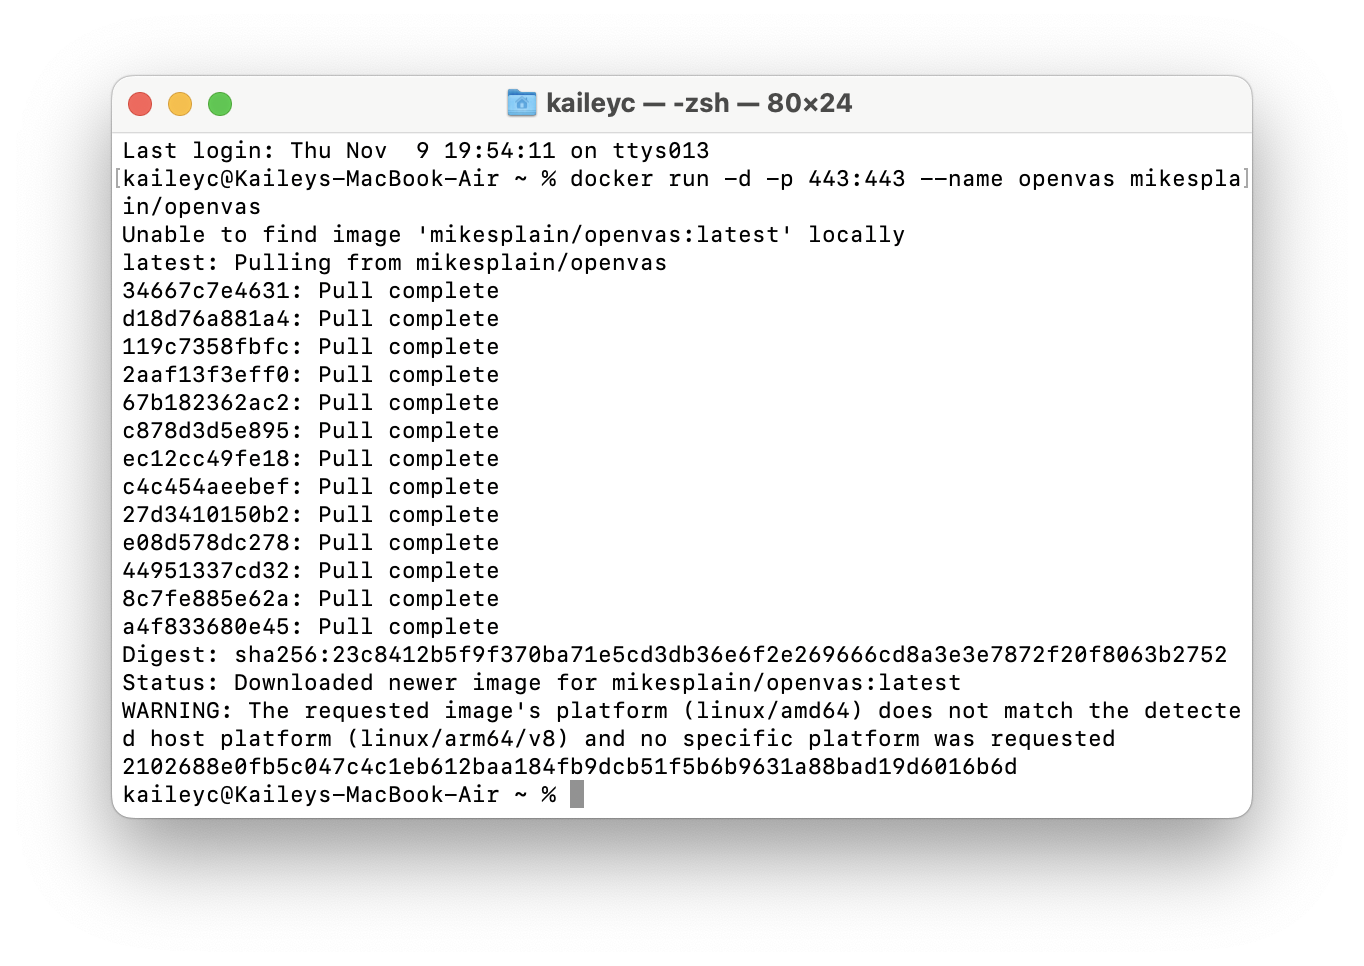 kaileyc — -zsh — 80×24
Last login: Thu Nov  9 19:54:11 on ttys013
[kaileyc@Kaileys-MacBook-Air ~ % docker run -d -p 443:443 --name openvas mikespla]
in/openvas
Unable to find image 'mikesplain/openvas:latest' locally
latest: Pulling from mikesplain/openvas
34667c7e4631: Pull complete
d18d76a881a4: Pull complete
119c7358fbfc: Pull complete
2aaf13f3eff0: Pull complete
67b182362ac2: Pull complete
c878d3d5e895: Pull complete
ec12cc49fe18: Pull complete
c4c454aeebef: Pull complete
27d3410150b2: Pull complete
e08d578dc278: Pull complete
44951337cd32: Pull complete
8c7fe885e62a: Pull complete
a4f833680e45: Pull complete
Digest: sha256:23c8412b5f9f370ba71e5cd3db36e6f2e269666cd8a3e3e7872f20f8063b2752
Status: Downloaded newer image for mikesplain/openvas:latest
WARNING: The requested image's platform (linux/amd64) does not match the detecte
d host platform (linux/arm64/v8) and no specific platform was requested
2102688e0fb5c047c4c1eb612baa184fb9dcb51f5b6b9631a88bad19d6016b6d
kaileyc@Kaileys-MacBook-Air ~ %